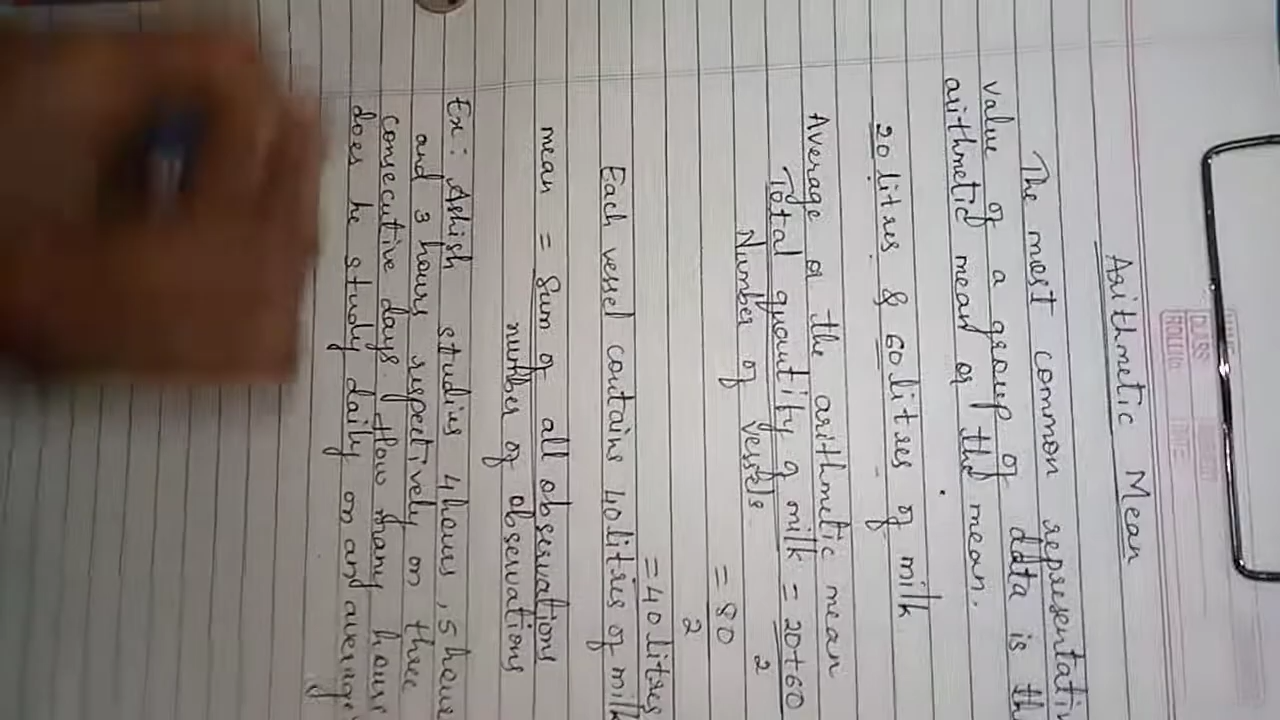 Arithmetic Mean
The most common representativ
value of a group of data is th
arithmetic mean or the mean.
20 litres & 60 litres of milk
Average or the arithmetic mean
Total quantity of milk = 20+60
Number of vessels 2
= 80
2
= 40 litres
Each vessel contains 40 litres of milk
mean = Sum of all observations
number of observations
Ex: Ashish studies 4 hours, 5 hours
and 3 hours respectively on three
consecutive days. How many hours
does he study daily on and average